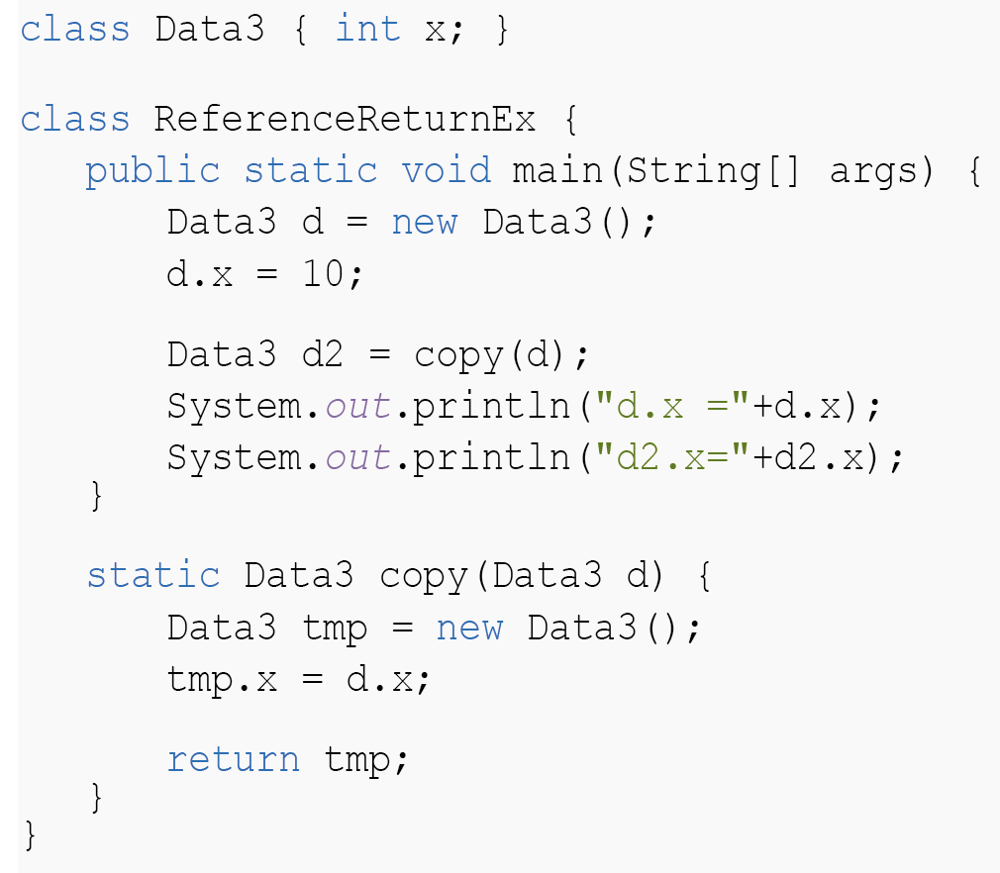 class Data3 { int x; }
class ReferenceReturnEx {
public static void main(String[] args) {
Data3 d = new Data3();
d.x = 10;
Data3 d2 = copy(d);
System.out.println("d.x ="+d.x);
System.out.println("d2.x="+d2.x);
}
static Data3 copy(Data3 d) {
Data3 tmp = new Data3();
tmp.x = d.x;
return tmp;
}
}